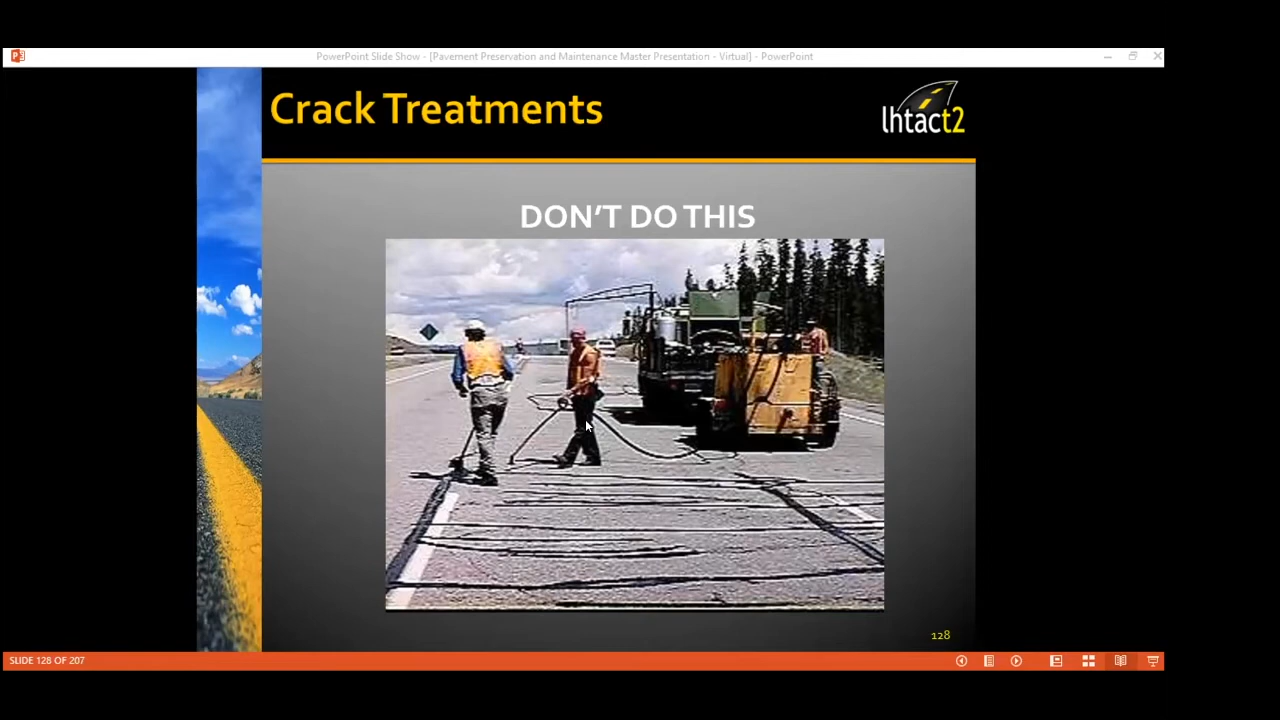 PowerPoint Slide Show - [Pavement Preservation and Maintenance Master Presentation - Virtual] - PowerPoint
Crack Treatments
lhtact2
DON'T DO THIS
128
SLIDE 128 OF 207